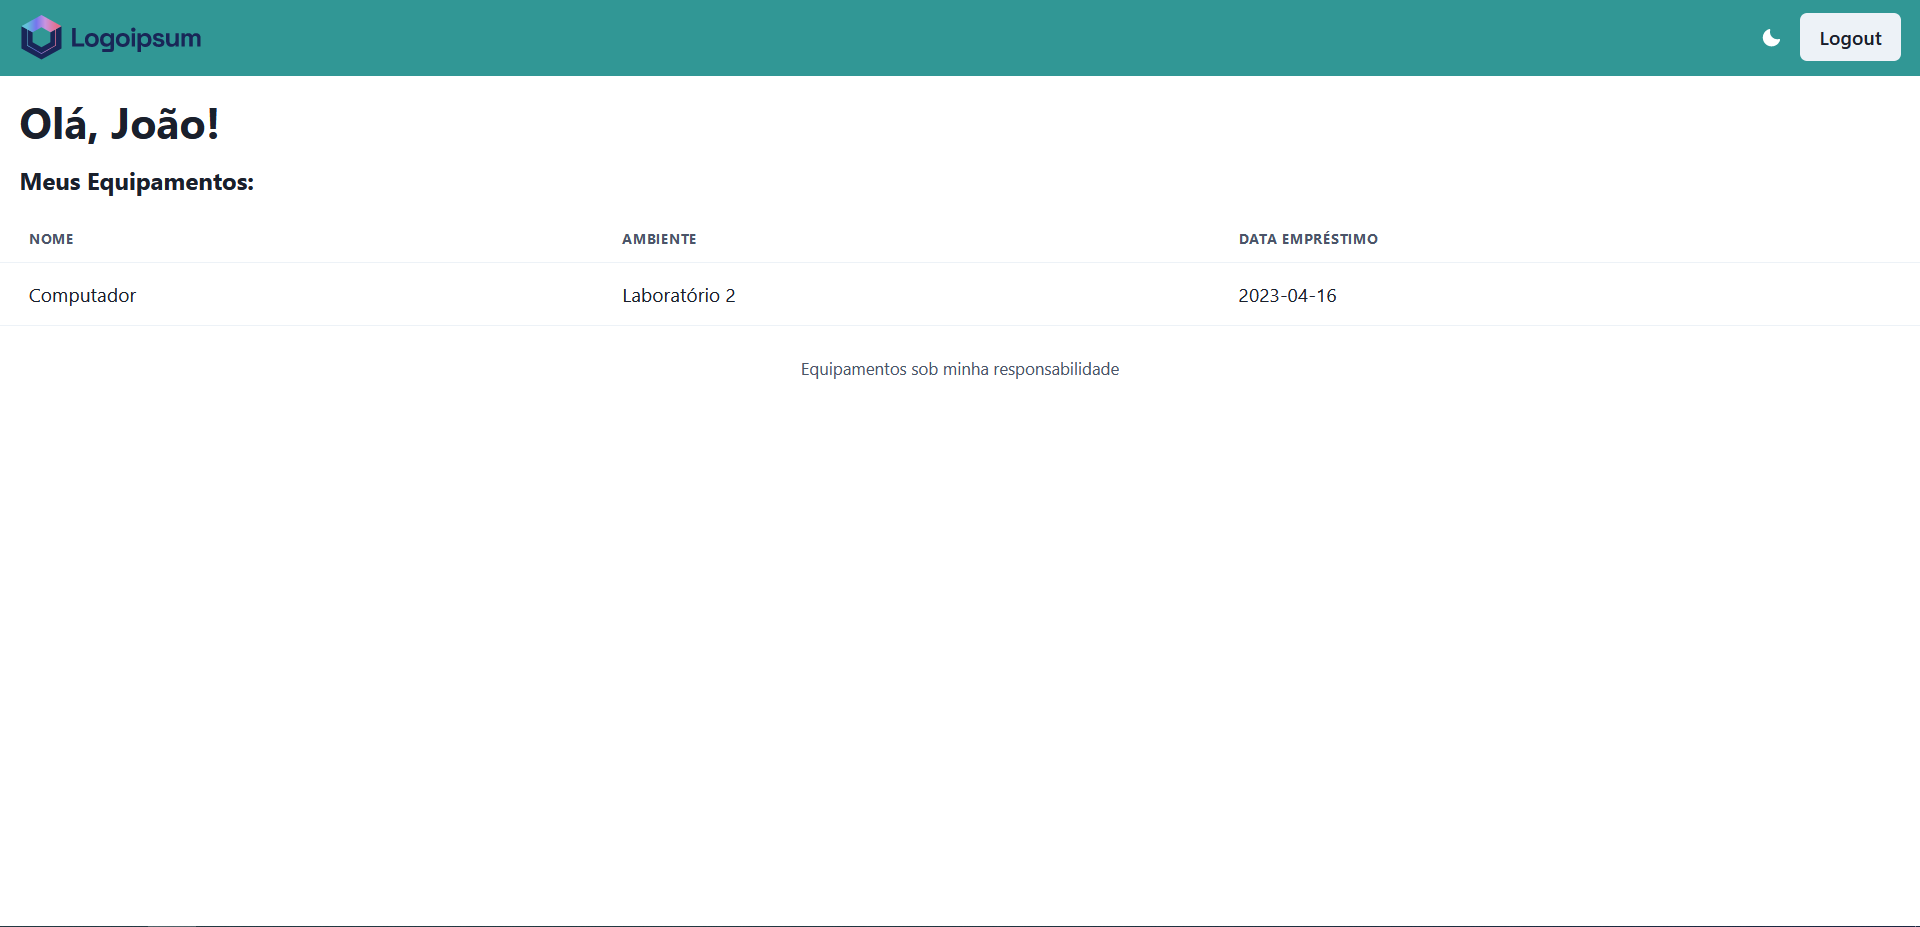 Logoipsum
Logout
Olá, João!
Meus Equipamentos:
NOME AMBIENTE DATA EMPRÉSTIMO
Computador Laboratório 2 2023-04-16
Equipamentos sob minha responsabilidade